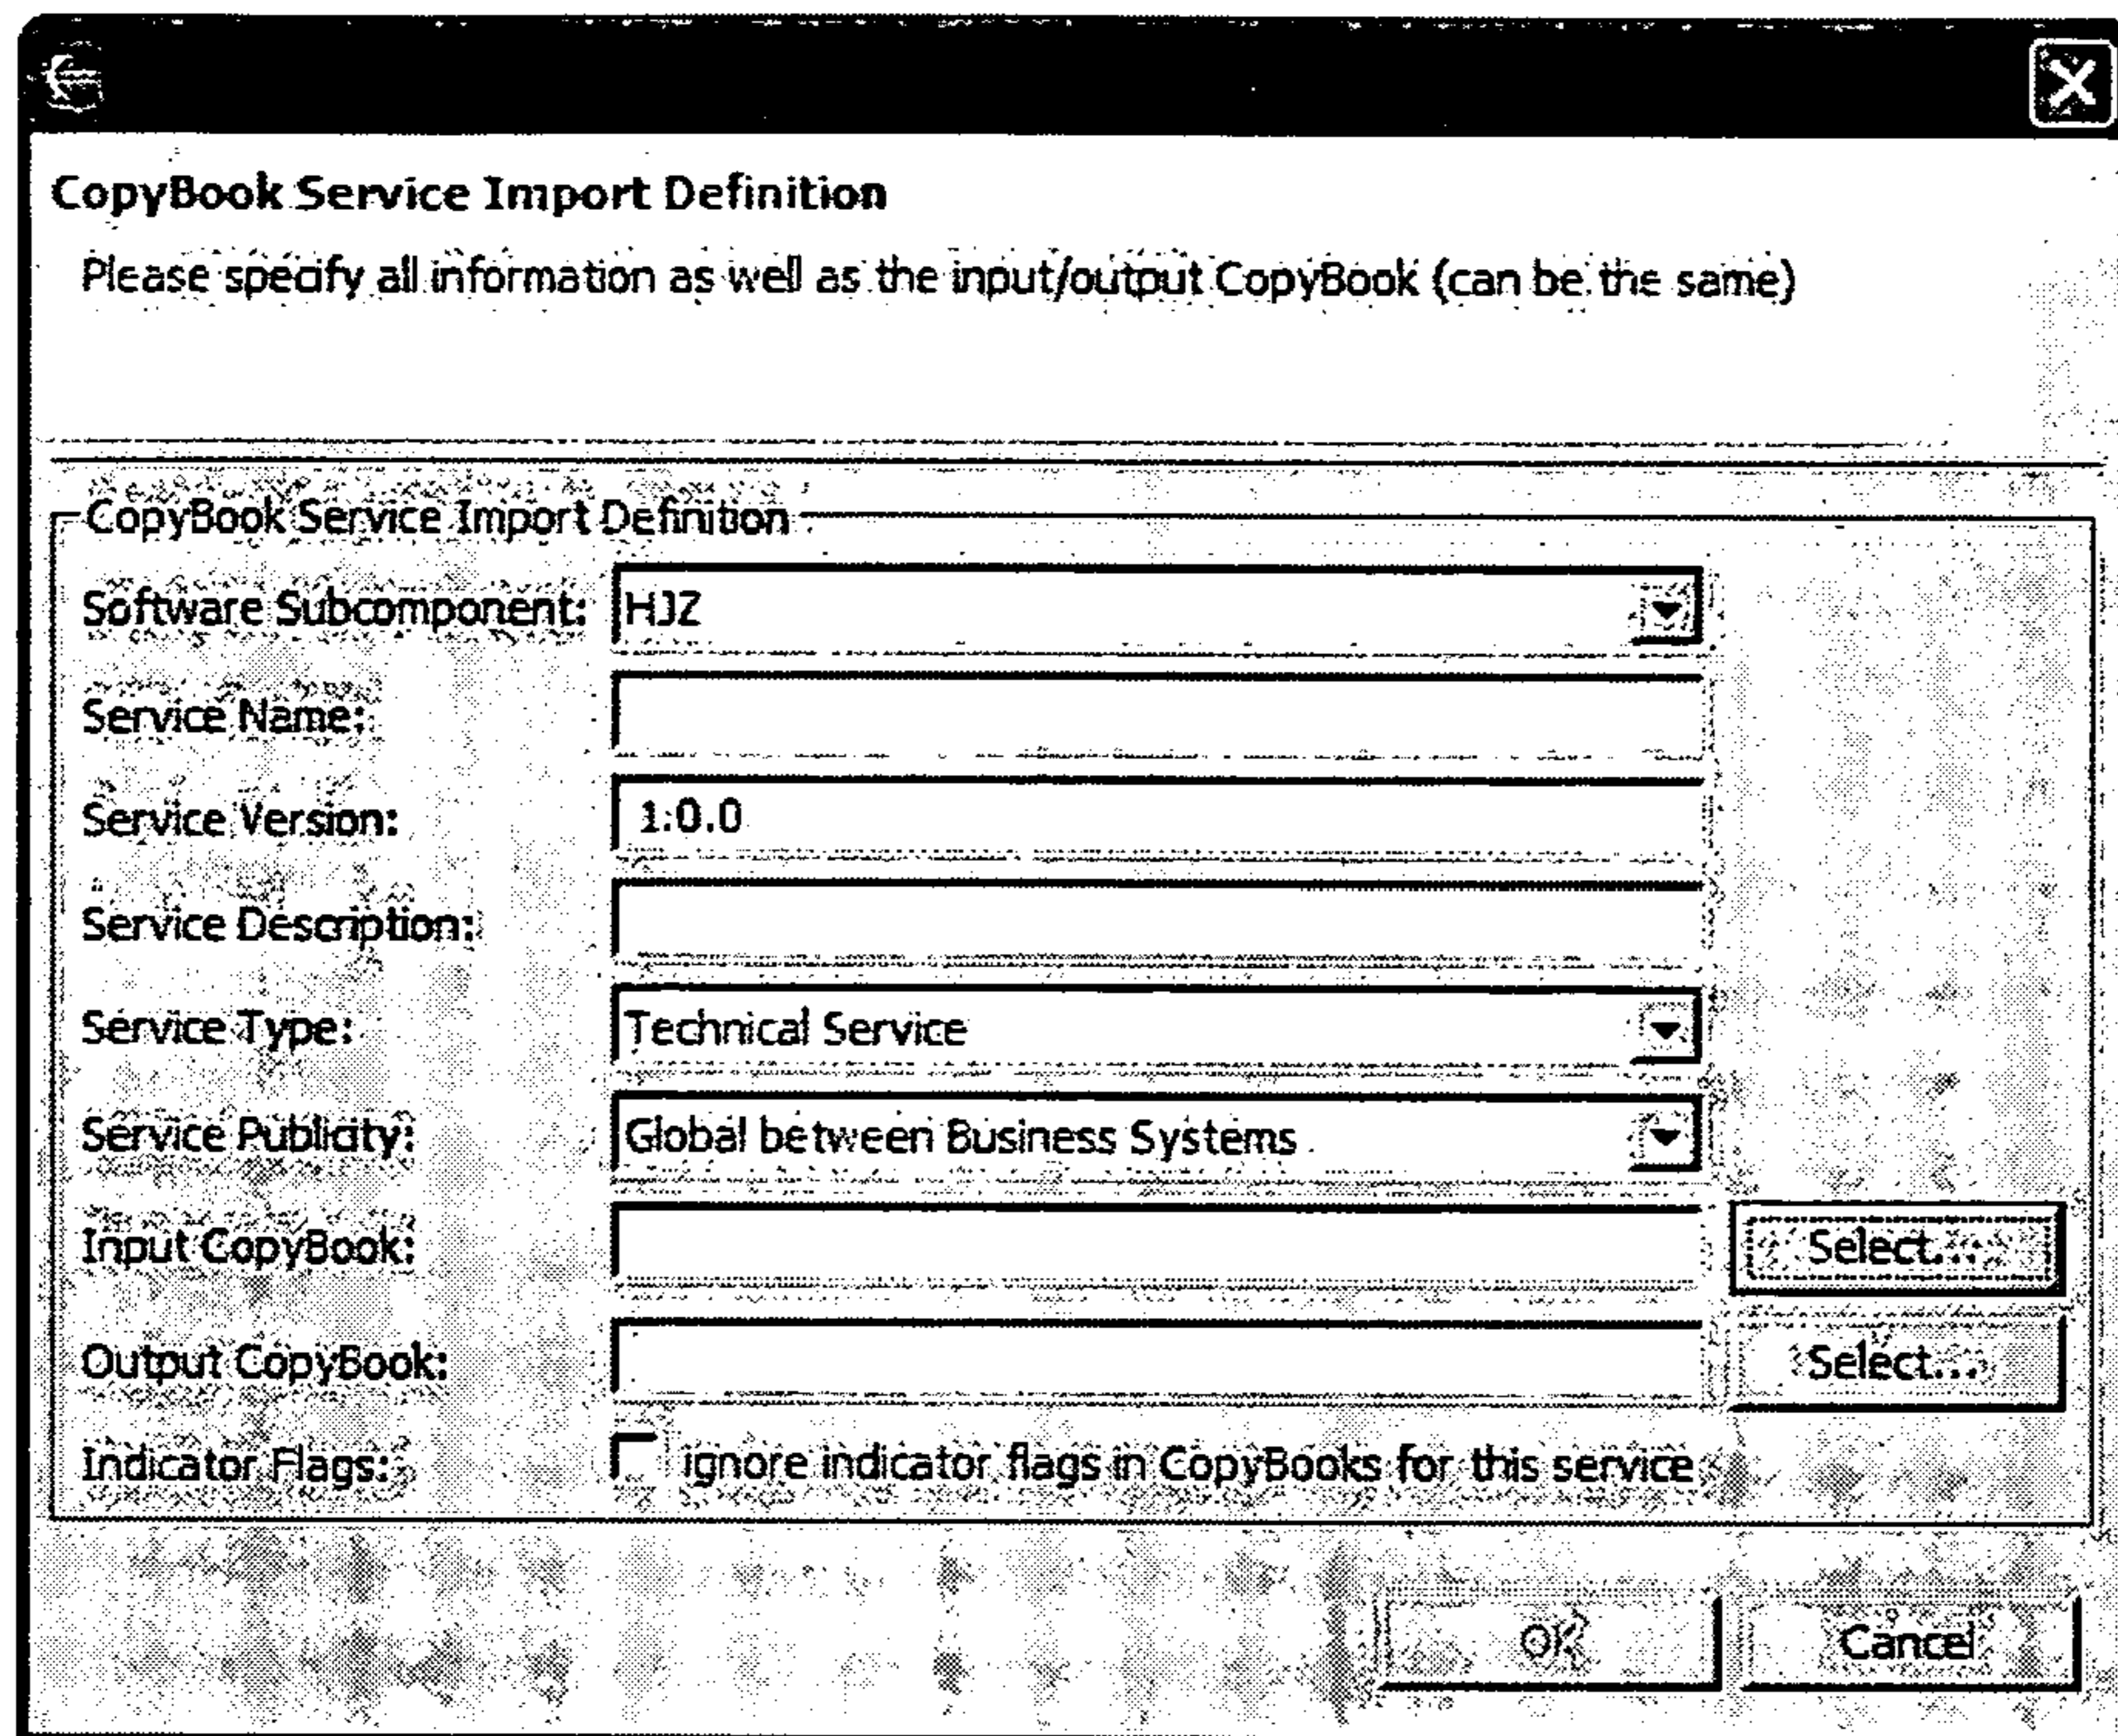 CopyBook Service Import Definition
Please specify all information as well as the input/output CopyBook (can be the same)
CopyBook Service Import Definition
Software Subcomponent: HJZ
Service Name:
Service Version: 1.0.0
Service Description:
Service Type: Technical Service
Service Publicity: Global between Business Systems
Input CopyBook: Select...
Output CopyBook: Select...
Indicator Flags: ignore indicator flags in CopyBooks for this service
OK Cancel